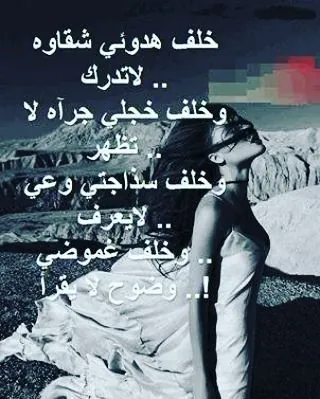 خلف هدوئي شقاوه
.. لاتدرك
وخلف خجلي جرآه لا
.. تظهر
وخلف سذاجتي وعي
.. لايعرف
.. وخلف غموضي
!.. وضوح لا يقرأ